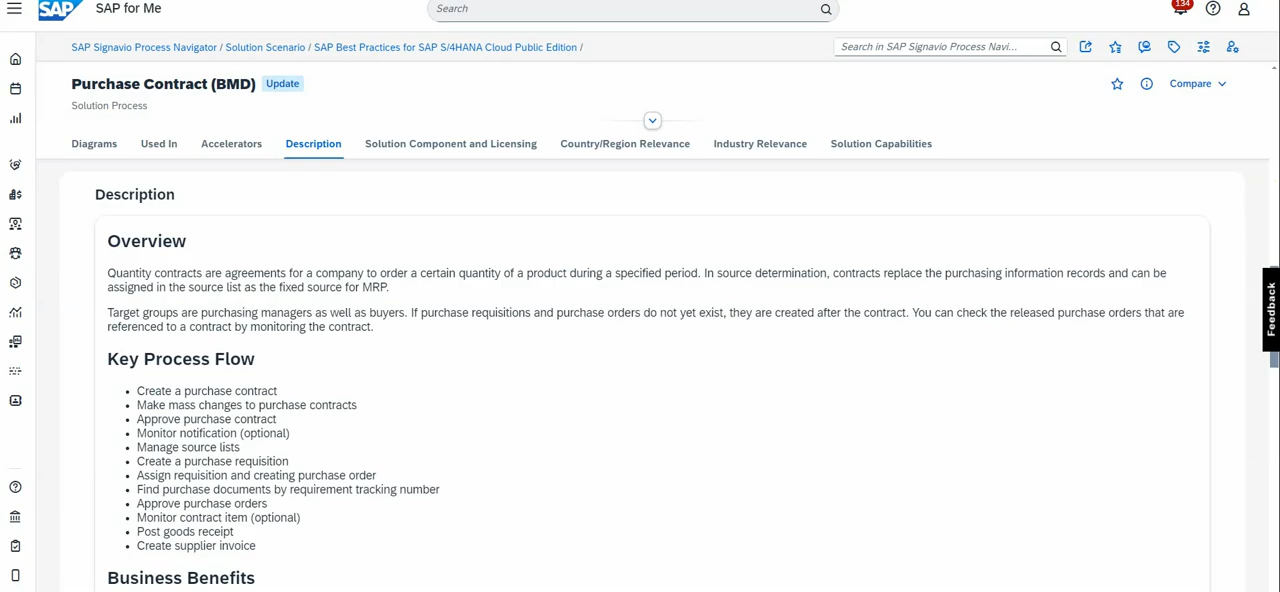 SAP
SAP for Me
Search
134
SAP Signavio Process Navigator / Solution Scenario / SAP Best Practices for SAP S/4HANA Cloud Public Edition /
Search in SAP Signavio Process Navi...
Purchase Contract (BMD)
Update
Compare
Solution Process
Diagrams
Used In
Accelerators
Description
Solution Component and Licensing
Country/Region Relevance
Industry Relevance
Solution Capabilities
Description
Overview
Quantity contracts are agreements for a company to order a certain quantity of a product during a specified period. In source determination, contracts replace the purchasing information records and can be
assigned in the source list as the fixed source for MRP.
Target groups are purchasing managers as well as buyers. If purchase requisitions and purchase orders do not yet exist, they are created after the contract. You can check the released purchase orders that are
referenced to a contract by monitoring the contract.
Key Process Flow
• Create a purchase contract
• Make mass changes to purchase contracts
• Approve purchase contract
• Monitor notification (optional)
• Manage source lists
• Create a purchase requisition
• Assign requisition and creating purchase order
• Find purchase documents by requirement tracking number
• Approve purchase orders
• Monitor contract item (optional)
• Post goods receipt
• Create supplier invoice
Business Benefits
Feedback